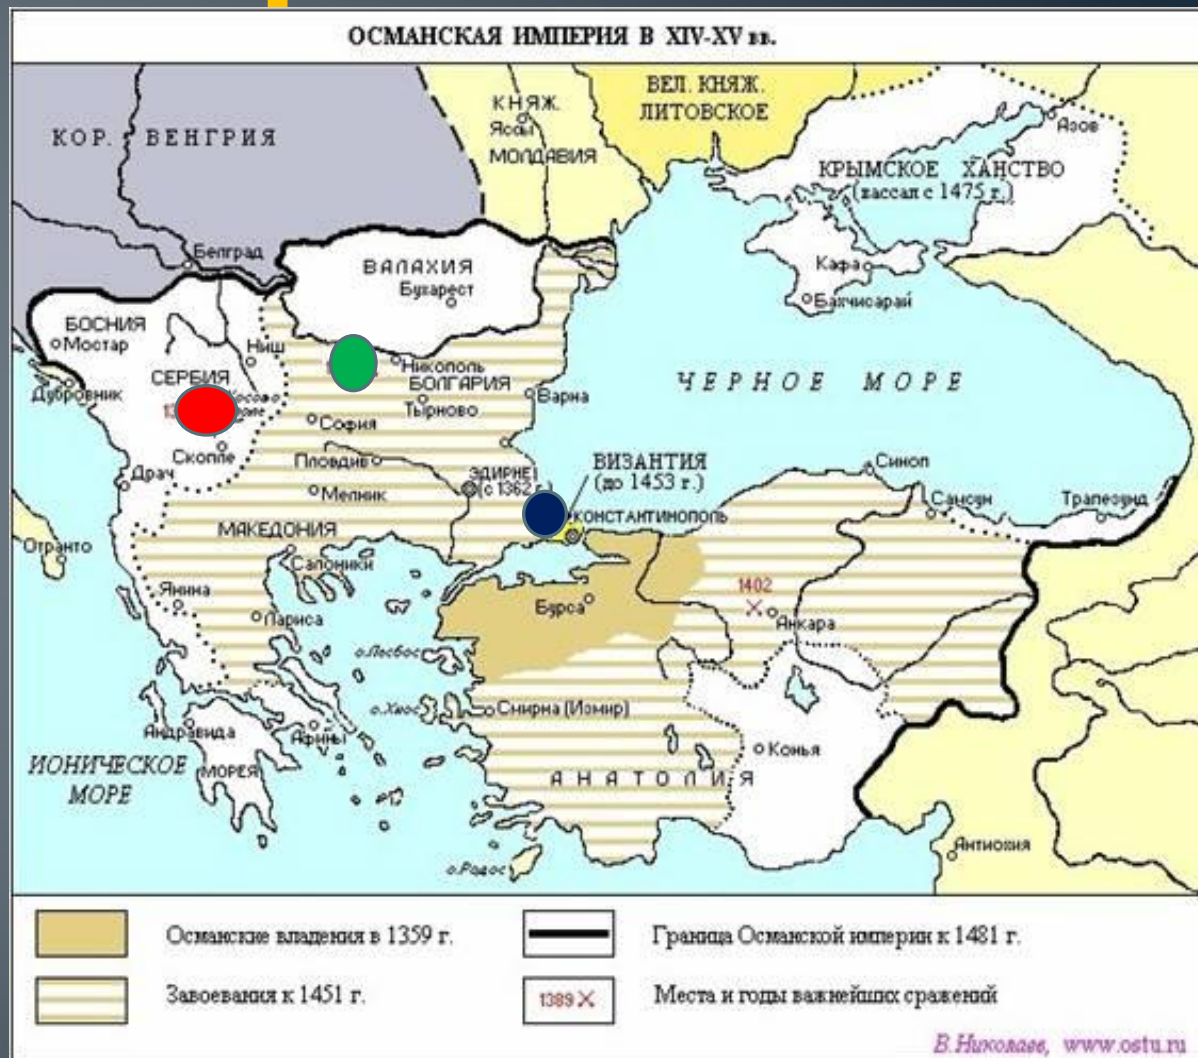 ОСМАНСКАЯ ИМПЕРИЯ В XIV-XV вв.
КОР. ВЕНГРИЯ
КНЯЖ.
Яссы
МОЛДАВИЯ
ВЕЛ. КНЯЖ.
ЛИТОВСКОЕ
Азов
КРЫМСКОЕ ХАНСТВО
(вассал с 1475 г.)
Белград
ВАЛАХИЯ
Бухарест
Кафа
Бахчисарай
БОСНИЯ
Мостар
Ниш
Никополь
СЕРБИЯ
БОЛГАРИЯ
ЧЕРНОЕ МОРЕ
Дубровник
Варна
Тырново
София
Скопле
Пловдив
ВИЗАНТИЯ
(до 1453 г.)
Синоп
Драч
ЭДИРНЕ
(с 1362 г.)
Мелник
Самсун
Трапезунд
КОНСТАНТИНОПОЛЬ
МАКЕДОНИЯ
Отранто
Салоники
1402
Янина
Бурса
Лариса
Анкара
о.Лесбос
о.Хиос
Смирна (Измир)
Андравида
Афины
Конья
ИОНИЧЕСКОЕ
МОРЕ
МОРЕЯ
АНАТОЛИЯ
Антиохия
о.Родос
Османские владения в 1359 г.
Граница Османской империи к 1481 г.
Завоевания к 1451 г.
1389
Места и годы важнейших сражений
В.Николаев, www.ostu.ru